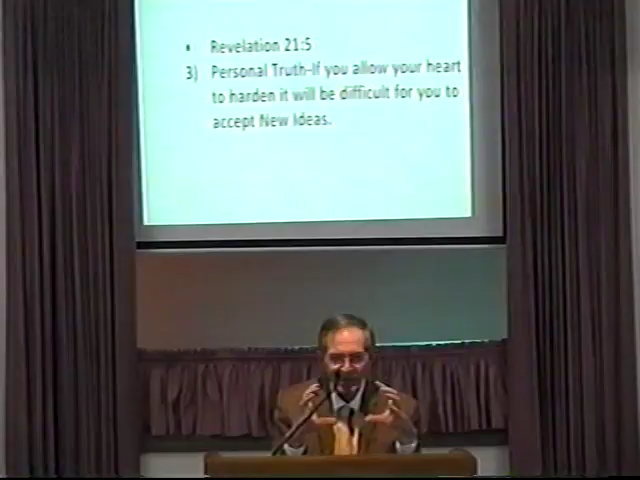 • Revelation 21:5
3) Personal Truth-If you allow your heart
to harden it will be difficult for you to
accept New Ideas.